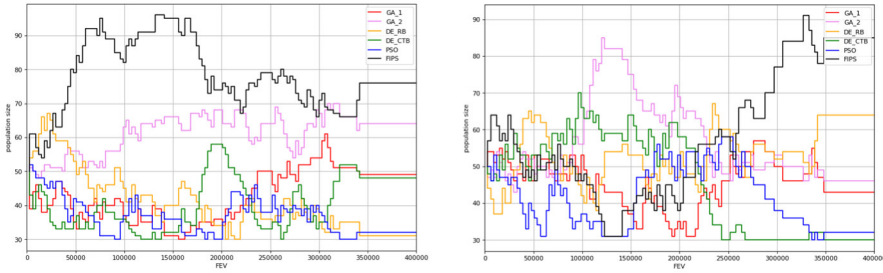 GA_1
GA_2
DE_RB
DE_CTB
PSO
FIPS
population size
90
80
70
60
50
40
30
0
50000
100000
150000
200000
250000
300000
350000
400000
FEV
GA_1
GA_2
DE_RB
DE_CTB
PSO
FIPS
population size
90
80
70
60
50
40
30
0
50000
100000
150000
200000
250000
300000
350000
40000
FEV